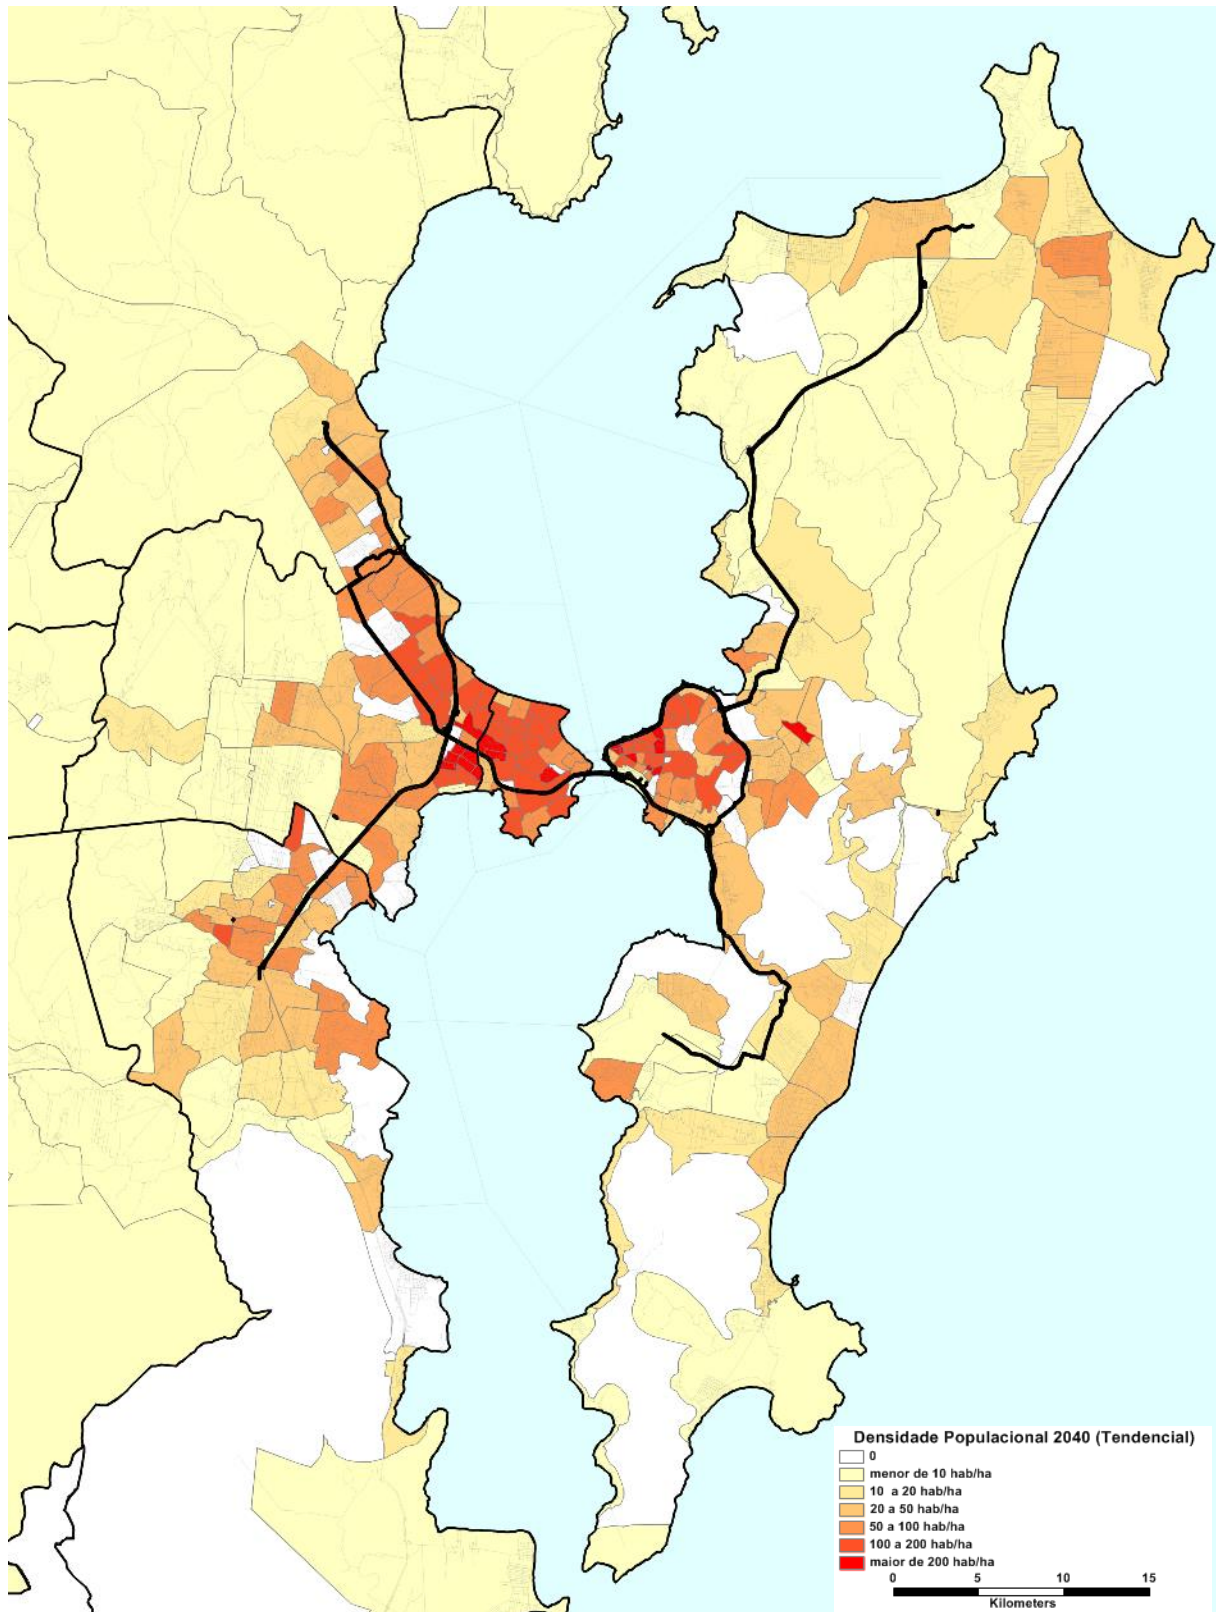 Densidade Populacional 2040 (Tendencial)
0
menor de 10 hab/ha
10 a 20 hab/ha
20 a 50 hab/ha
50 a 100 hab/ha
100 a 200 hab/ha
maior de 200 hab/ha
0 5 10 15
Kilometers